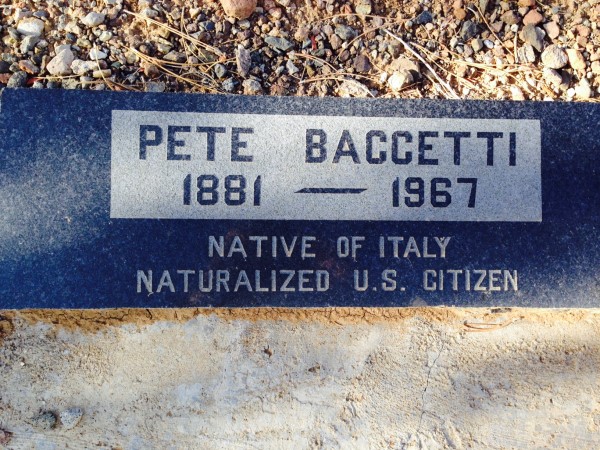 PETE BACCETTI
1881 — 1967
NATIVE OF ITALY
NATURALIZED U.S. CITIZEN